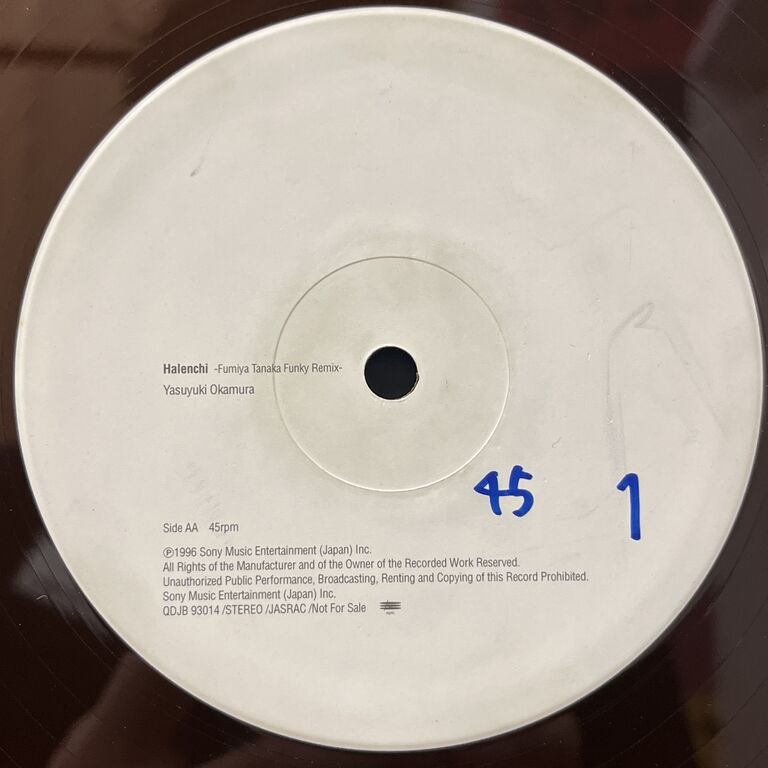 Halenchi -Fumiya Tanaka Funky Remix-
Yasuyuki Okamura
45 1
Side AA 45rpm
℗1996 Sony Music Entertainment (Japan) Inc.
All Rights of the Manufacturer and of the Owner of the Recorded Work Reserved.
Unauthorized Public Performance, Broadcasting, Renting and Copying of this Record Prohibited.
Sony Music Entertainment (Japan) Inc.
QDJB 93014 /STEREO /JASRAC /Not For Sale